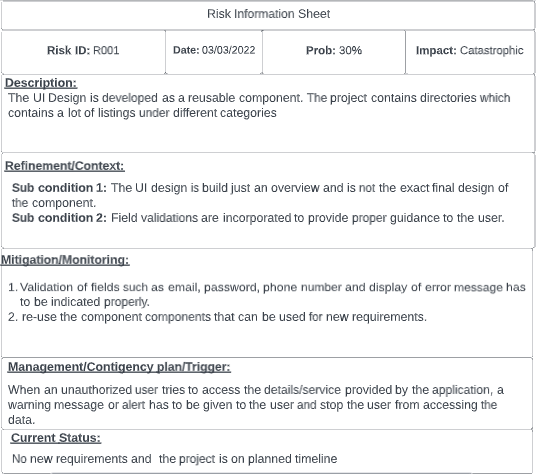 Risk Information Sheet
Risk ID: R001 Date: 03/03/2022 Prob: 30% Impact: Catastrophic
Description:
The UI Design is developed as a reusable component. The project contains directories which
contains a lot of listings under different categories
Refinement/Context:
Sub condition 1: The UI design is build just an overview and is not the exact final design of
the component.
Sub condition 2: Field validations are incorporated to provide proper guidance to the user.
Mitigation/Monitoring:
1. Validation of fields such as email, password, phone number and display of error message has
to be indicated properly.
2. re-use the component components that can be used for new requirements.
Management/Contigency plan/Trigger:
When an unauthorized user tries to access the details/service provided by the application, a
warning message or alert has to be given to the user and stop the user from accessing the
data.
Current Status:
No new requirements and the project is on planned timeline